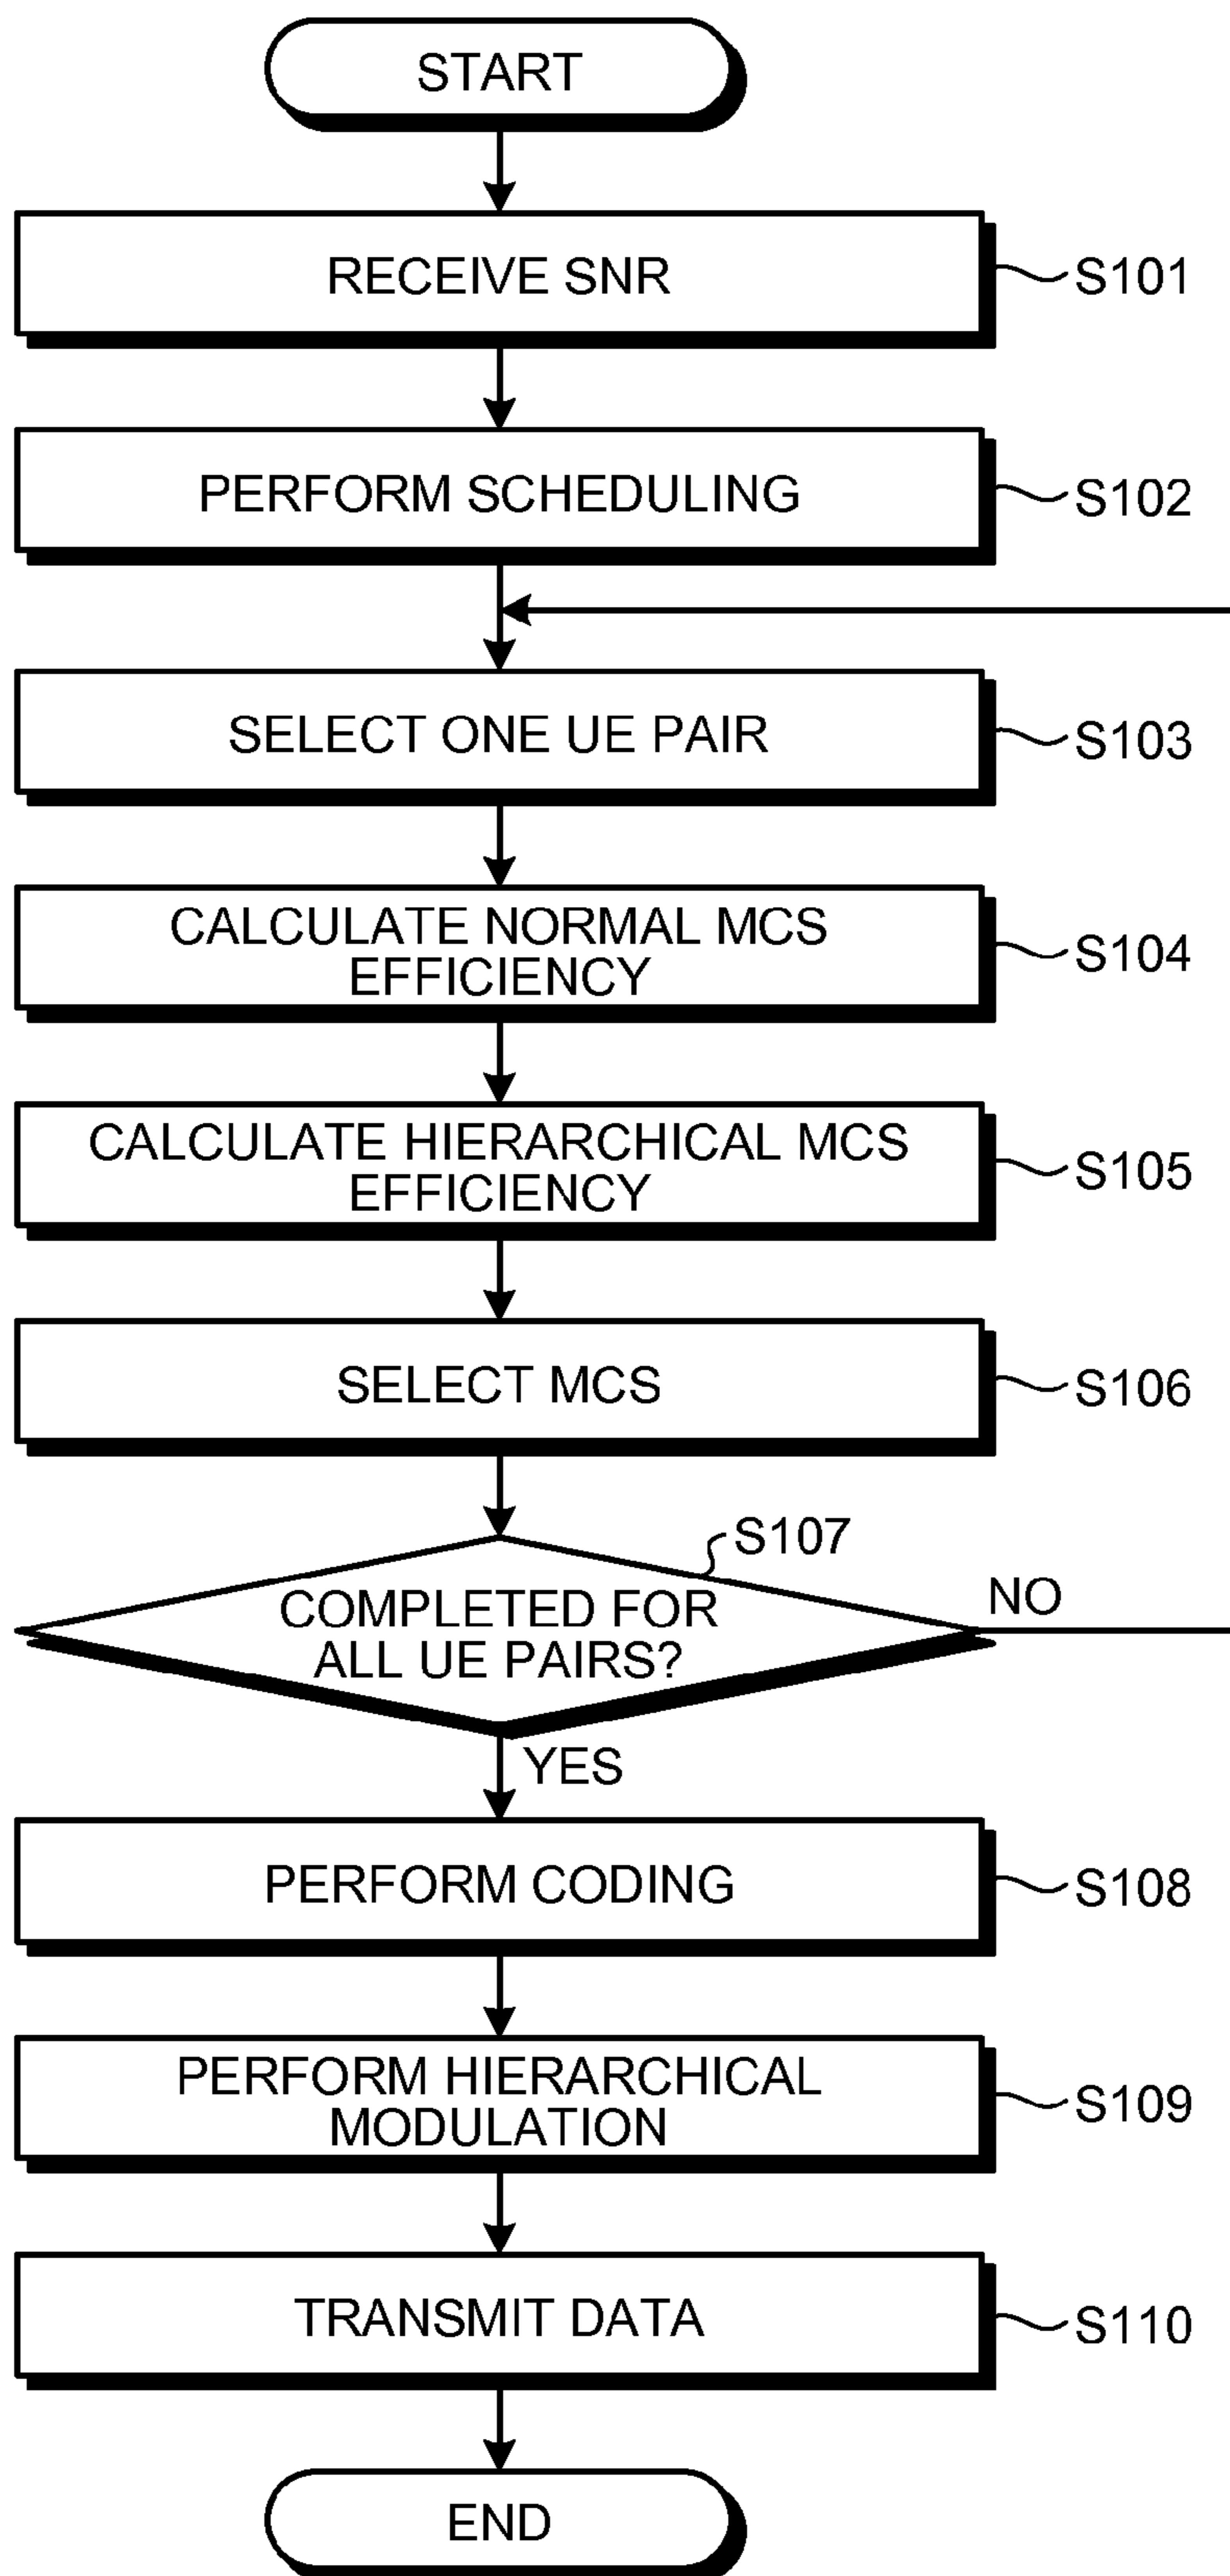 START
RECEIVE SNR
S101
PERFORM SCHEDULING
S102
SELECT ONE UE PAIR
S103
CALCULATE NORMAL MCS
EFFICIENCY
S104
CALCULATE HIERARCHICAL MCS
EFFICIENCY
S105
SELECT MCS
S106
S107
COMPLETED FOR
ALL UE PAIRS?
NO
YES
PERFORM CODING
S108
PERFORM HIERARCHICAL
MODULATION
S109
TRANSMIT DATA
S110
END